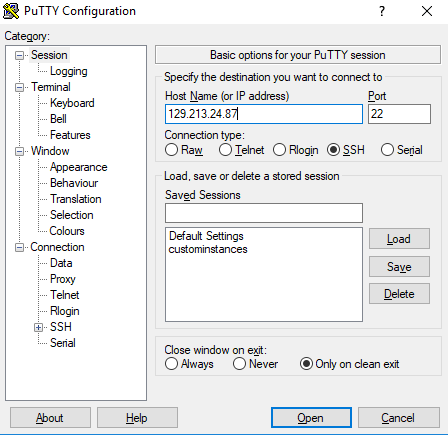 PuTTY Configuration
?
Category:
Session
Logging
Terminal
Keyboard
Bell
Features
Window
Appearance
Behaviour
Translation
Selection
Colours
Connection
Data
Proxy
Telnet
Rlogin
SSH
Serial
Basic options for your PuTTY session
Specify the destination you want to connect to
Host Name (or IP address) Port
129.213.24.87 22
Connection type:
Raw Telnet Rlogin SSH Serial
Load, save or delete a stored session
Saved Sessions
Default Settings
custominstances
Load
Save
Delete
Close window on exit:
Always Never Only on clean exit
About Help Open Cancel